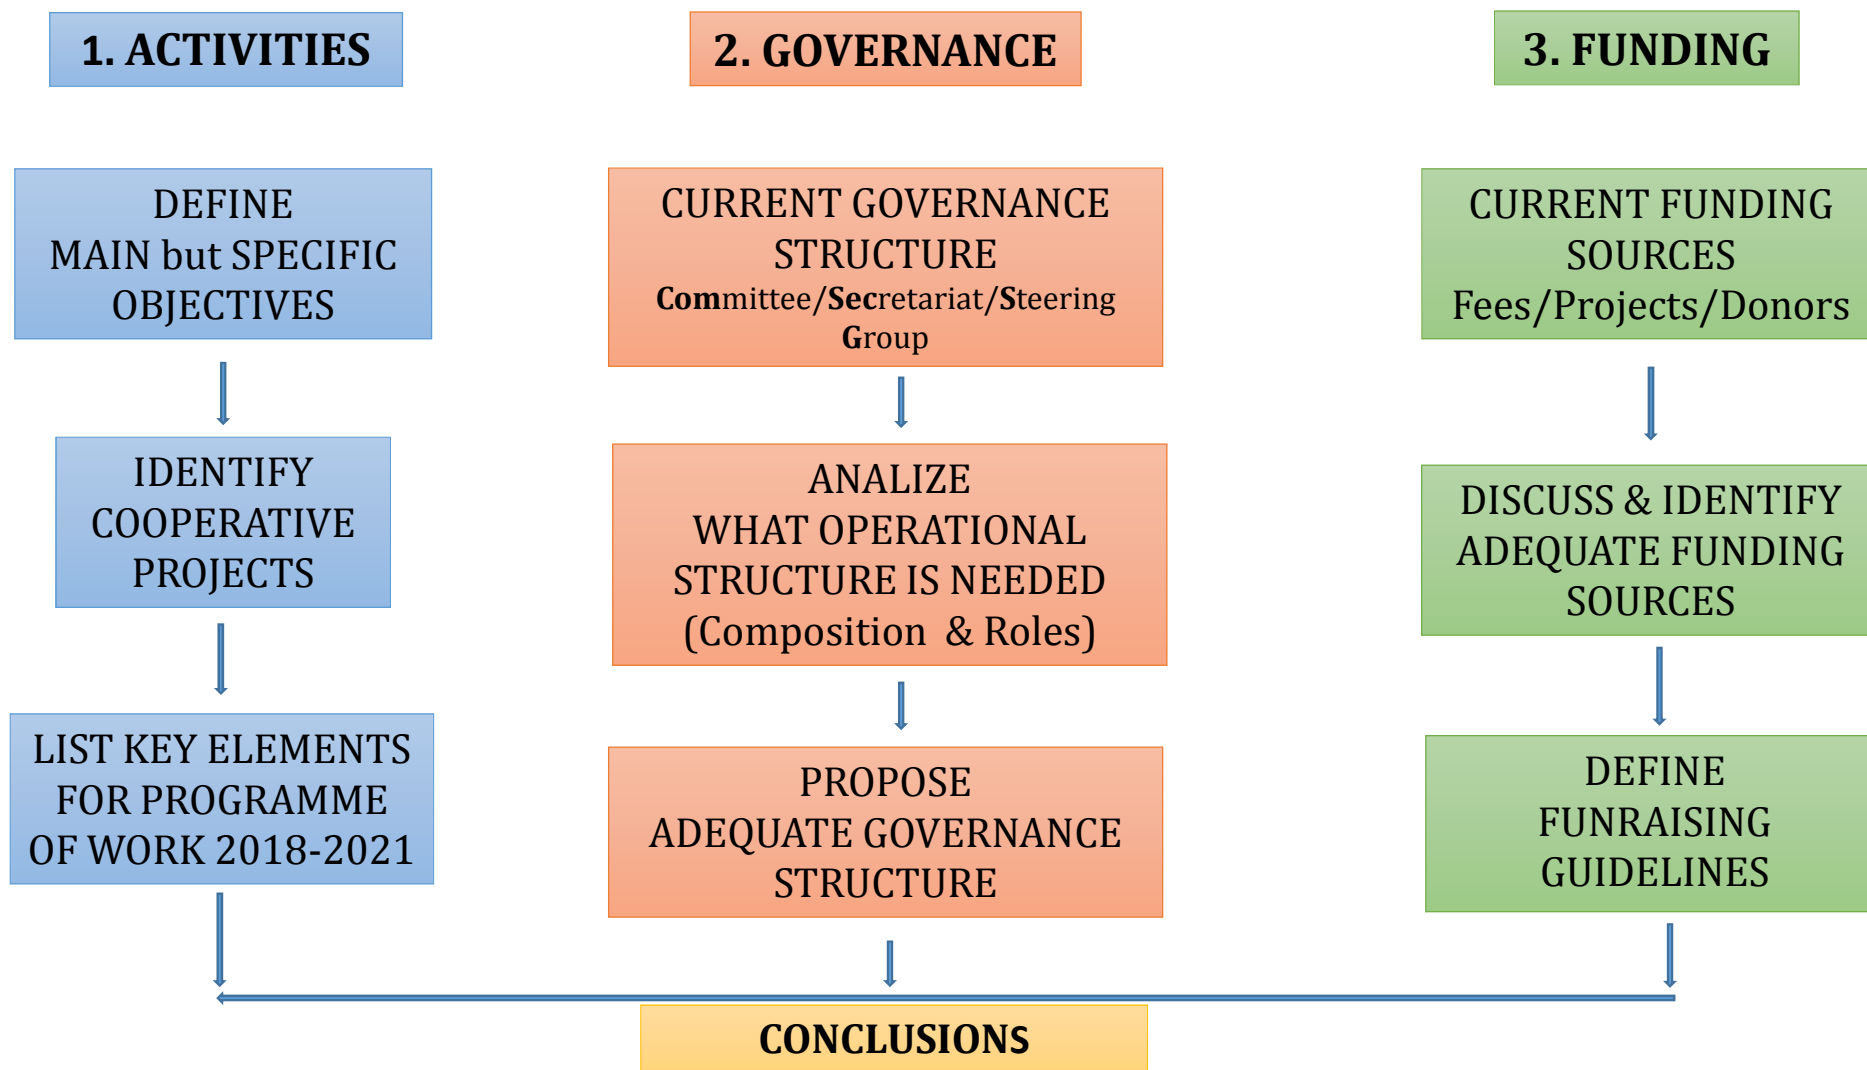 1. ACTIVITIES
DEFINE
MAIN but SPECIFIC
OBJECTIVES
IDENTIFY
COOPERATIVE
PROJECTS
LIST KEY ELEMENTS
FOR PROGRAMME
OF WORK 2018-2021
2. GOVERNANCE
CURRENT GOVERNANCE
STRUCTURE
Committee/Secretariat/Steering
Group
ANALIZE
WHAT OPERATIONAL
STRUCTURE IS NEEDED
(Composition & Roles)
PROPOSE
ADEQUATE GOVERNANCE
STRUCTURE
3. FUNDING
CURRENT FUNDING
SOURCES
Fees/Projects/Donors
DISCUSS & IDENTIFY
ADEQUATE FUNDING
SOURCES
DEFINE
FUNRAISING
GUIDELINES
CONCLUSIONS